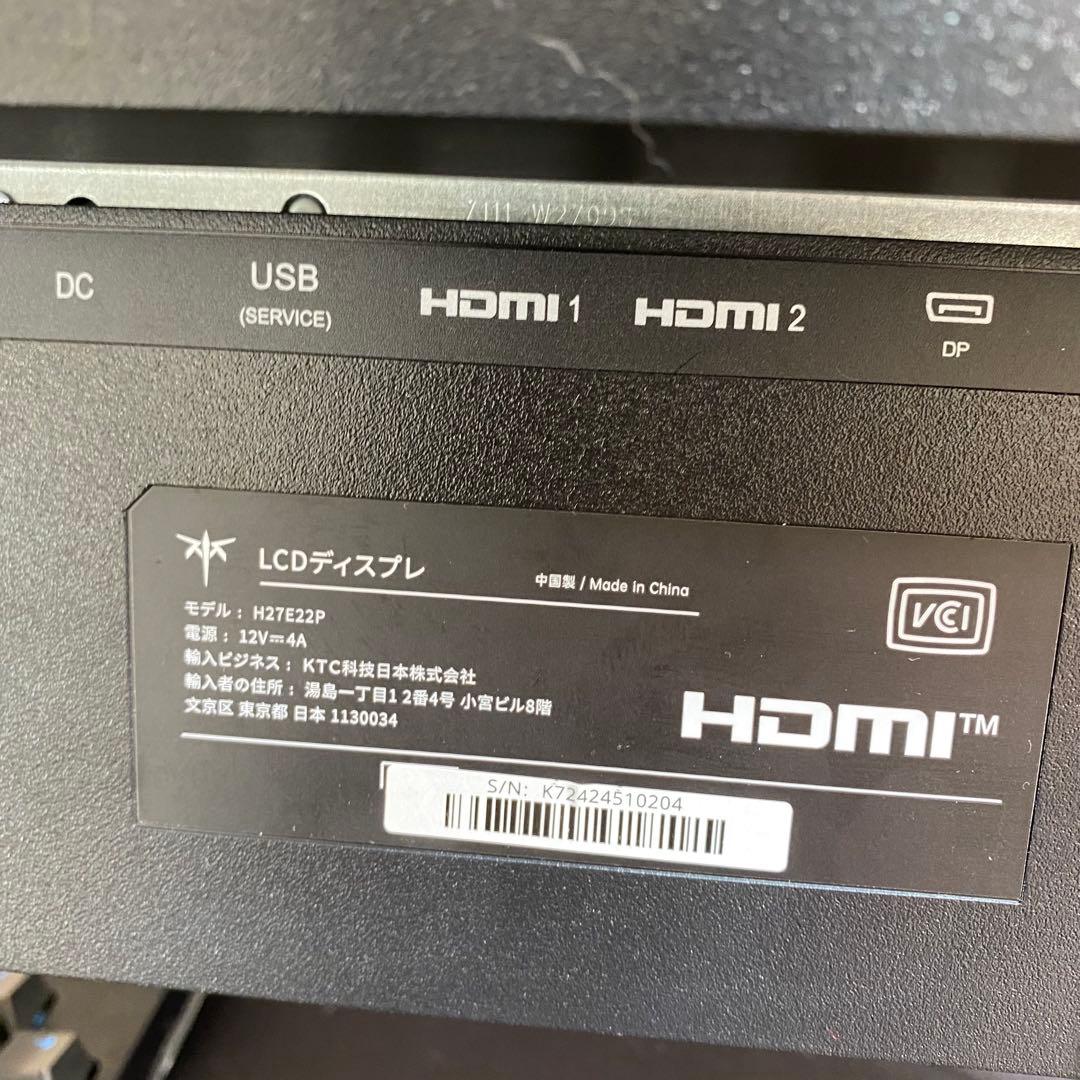 DC
USB
(SERVICE)
HDMI 1
HDMI 2
DP
LCDディスプレ
中国製 / Made in China
モデル： H27E22P
電源： 12V⎓4A
輸入ビジネス： KTC科技日本株式会社
輸入者の住所： 湯島一丁目1 2番4号 小宮ビル8階
文京区 東京都 日本 1130034
VCCI
HDMI™
S/N: K72424510204